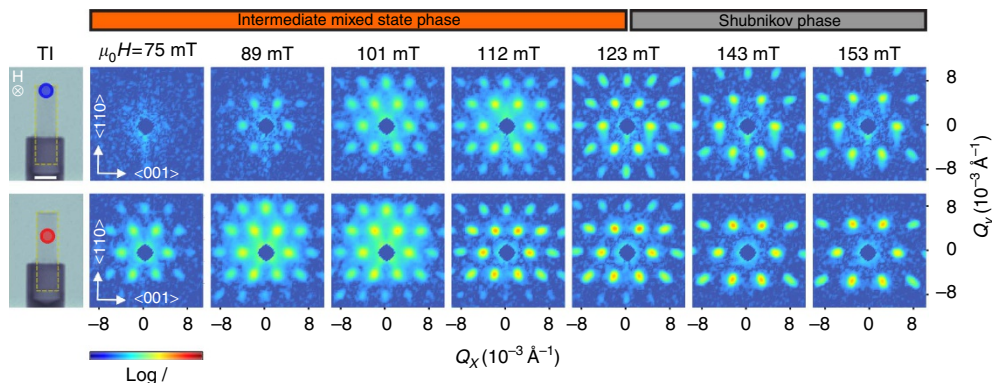 Intermediate mixed state phase
Shubnikov phase
TI
μ0H=75 mT
89 mT
101 mT
112 mT
123 mT
143 mT
153 mT
H
⊗
<110>
<001>
8
0
−8
Qv (10−3 Å−1)
<110>
<001>
8
0
−8
−8 0 8
−8 0 8
−8 0 8
−8 0 8
−8 0 8
−8 0 8
−8 0 8
QX (10−3 Å−1)
Log I